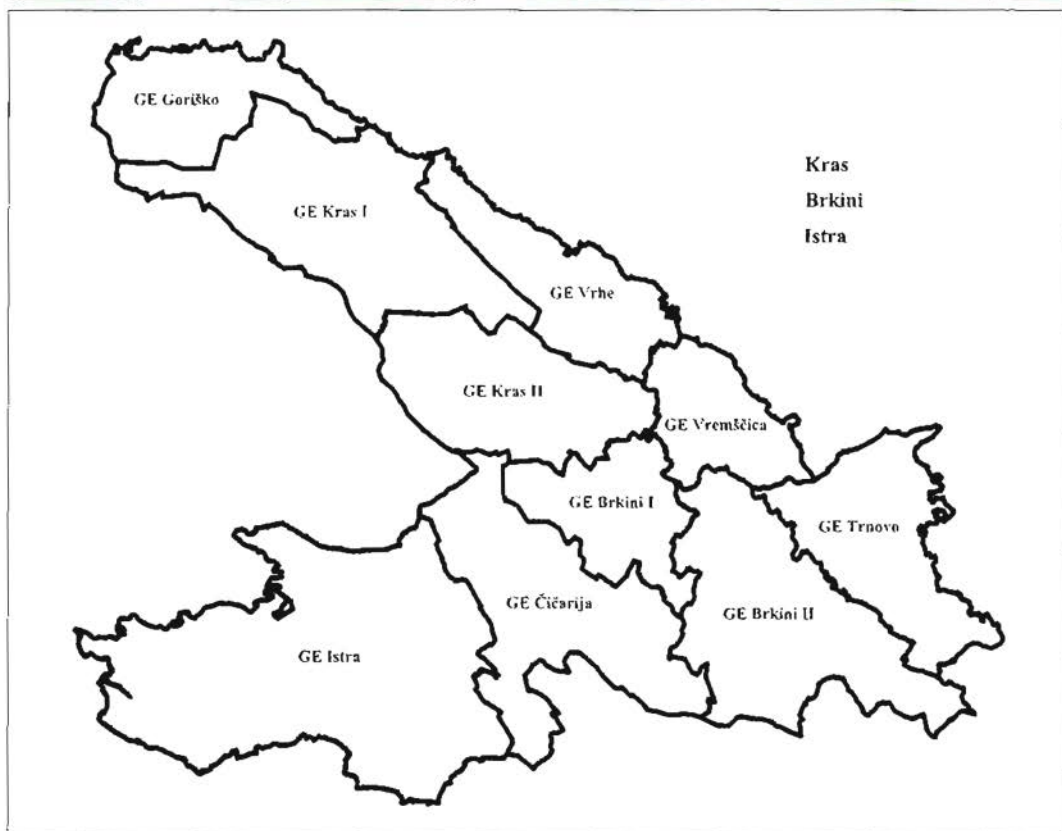 GE Goriško
Kras
Brkini
Istra
GE Kras I
GE Vrhe
GE Kras II
GE Vremščica
GE Brkini I
GE Trnovo
GE Čičarija
GE Brkini II
GE Istra